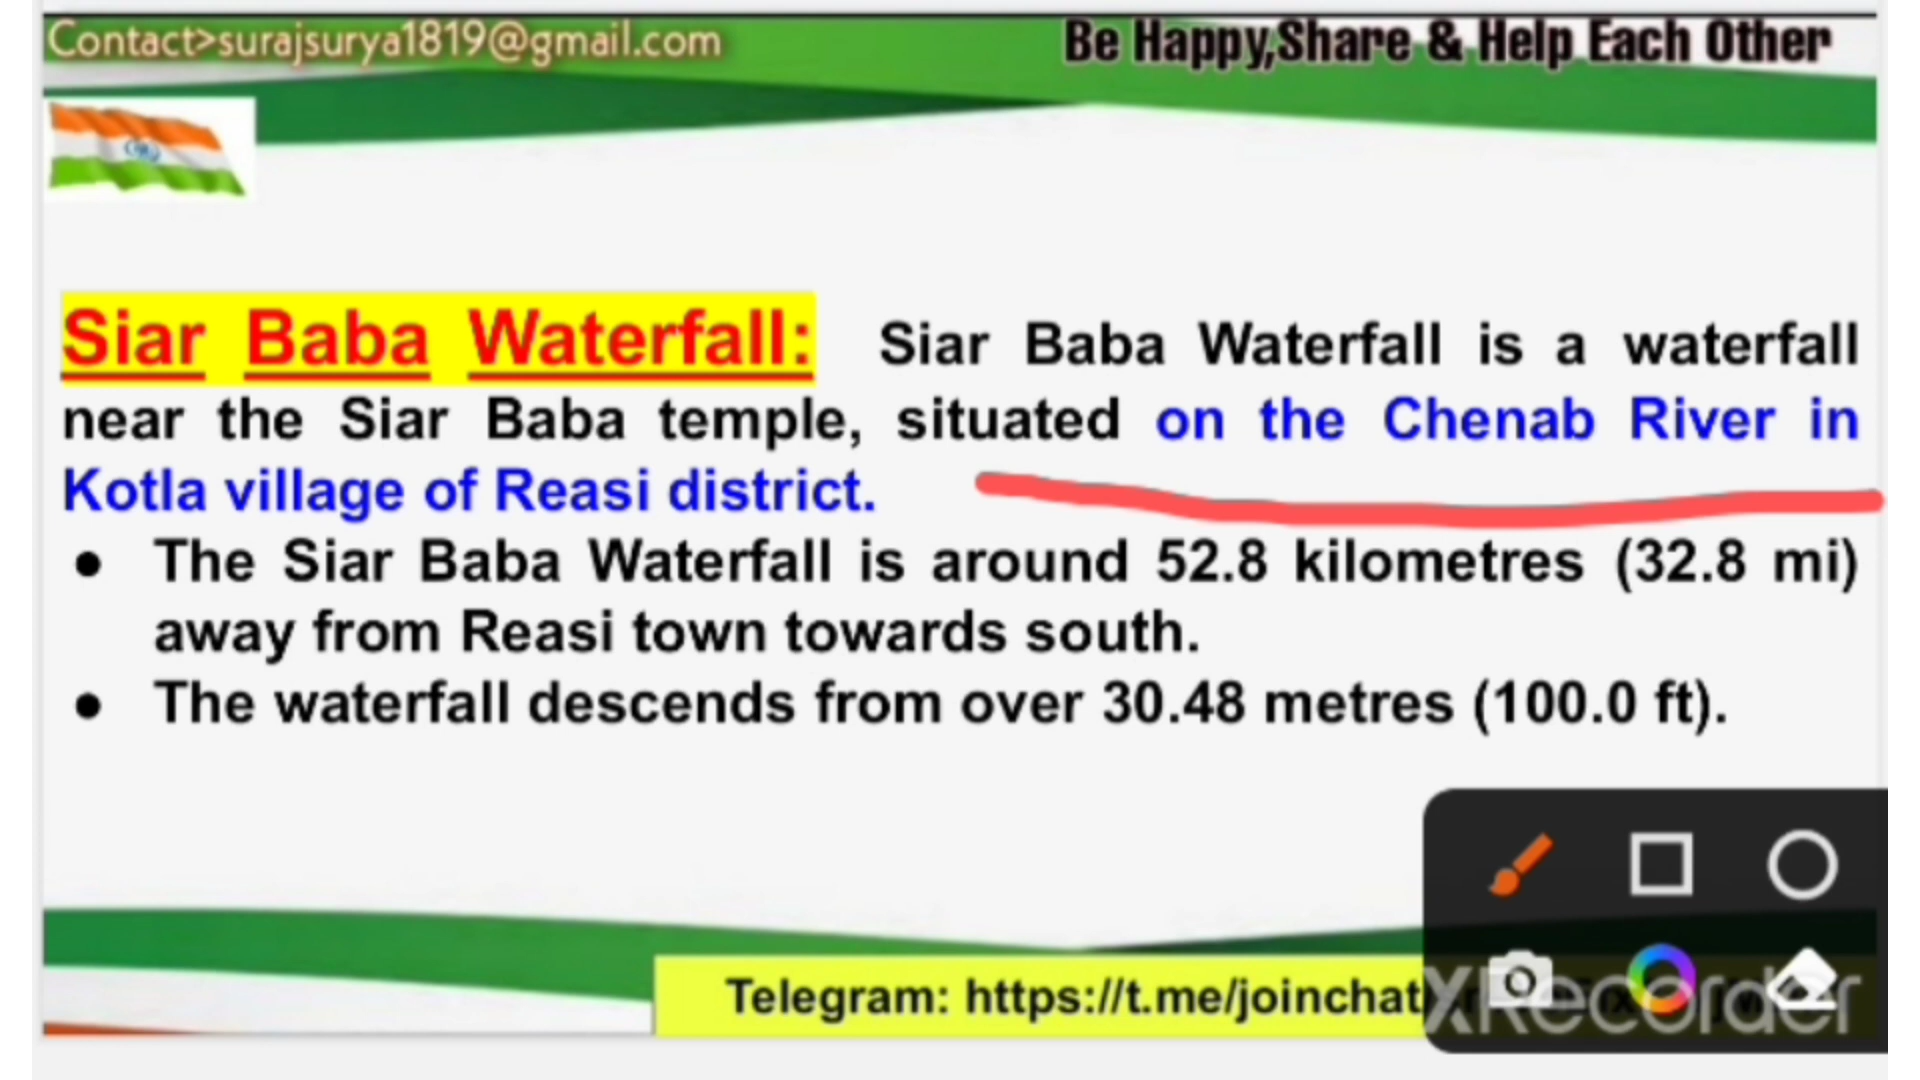 Contact>surajsurya1819@gmail.com
Be Happy,Share & Help Each Other
Siar Baba Waterfall: Siar Baba Waterfall is a waterfall
near the Siar Baba temple, situated on the Chenab River in
Kotla village of Reasi district.
● The Siar Baba Waterfall is around 52.8 kilometres (32.8 mi)
away from Reasi town towards south.
● The waterfall descends from over 30.48 metres (100.0 ft).
Telegram: https://t.me/joinchat
XRecorder